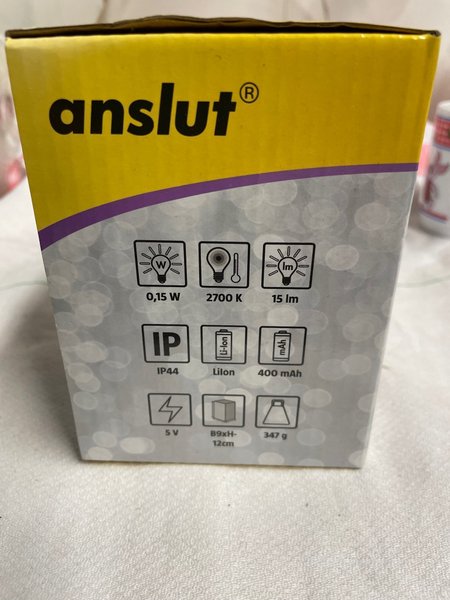 anslut®
W
lm
0,15 W 2700 K 15 lm
IP
Li-Ion
mAh
IP44 LiIon 400 mAh
5 V B9xH- 347 g
12cm